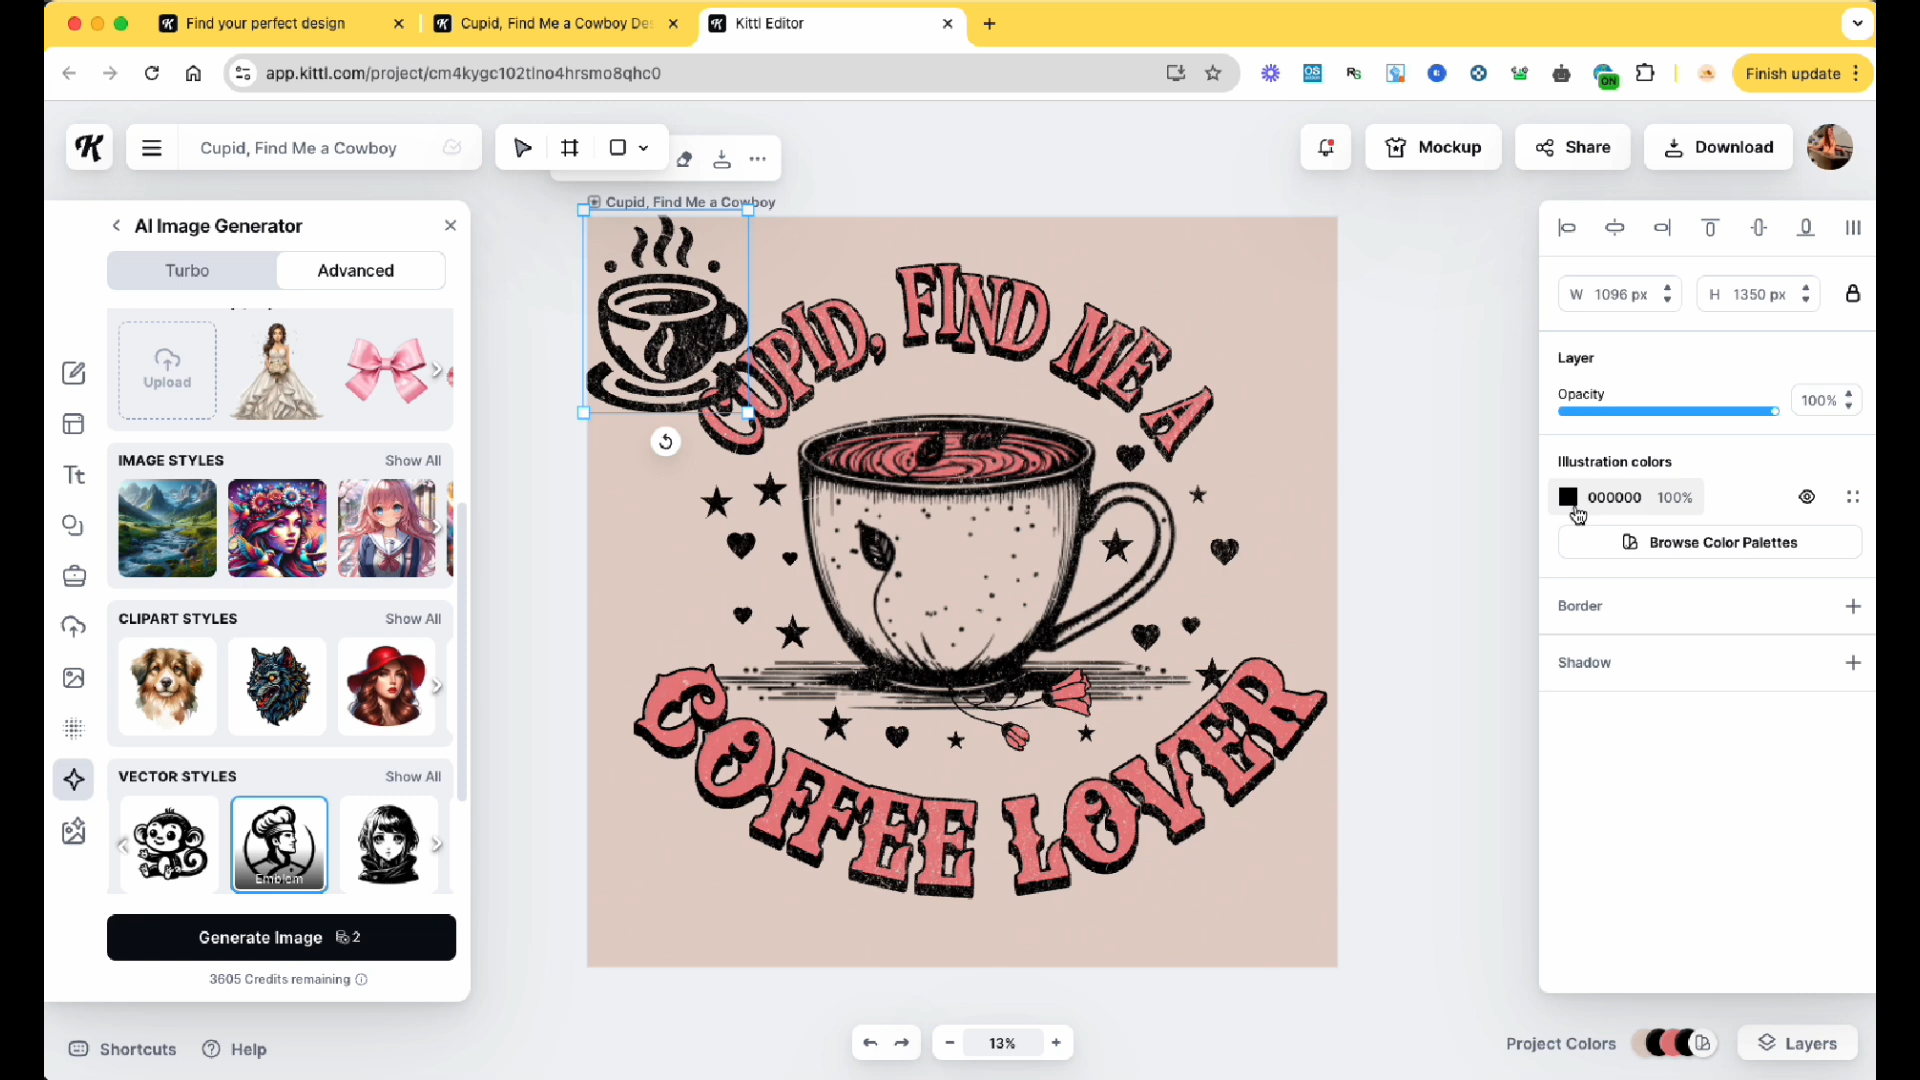 Find your perfect design
Cupid, Find Me a Cowboy De
Kittl Editor
app.kittl.com/project/cm4kygc102tlno4hrsmo8qhc0
OS
RS
ON
Finish update
K
Cupid, Find Me a Cowboy
Mockup
Share
Download
AI Image Generator
Turbo
Advanced
Upload
IMAGE STYLES
Show All
CLIPART STYLES
Show All
VECTOR STYLES
Show All
Emblem
Generate Image 2
3605 Credits remaining
Cupid, Find Me a Cowboy
CUPID, FIND ME A
COFFEE LOVER
W 1096 px
H 1350 px
Layer
Opacity
100%
Illustration colors
000000 100%
Browse Color Palettes
Border
Shadow
Shortcuts
Help
13%
Project Colors
Layers